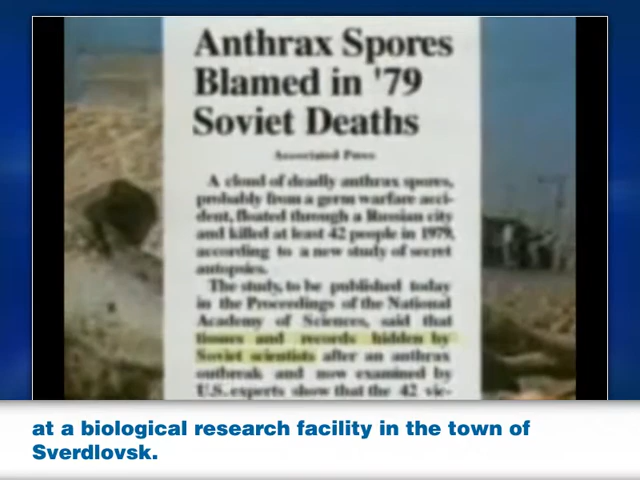 Anthrax Spores
Blamed in '79
Soviet Deaths
Associated Press
A cloud of deadly anthrax spores,
probably from a germ warfare acci-
dent, floated through a Russian city
and killed at least 42 people in 1979,
according to a new study of secret
autopsies.
The study, to be published today
in the Proceedings of the National
Academy of Sciences, said that
tissues and records hidden by
Soviet scientists after an anthrax
outbreak and now examined by
U.S. experts show that the 42 vic-
at a biological research facility in the town of
Sverdlovsk.